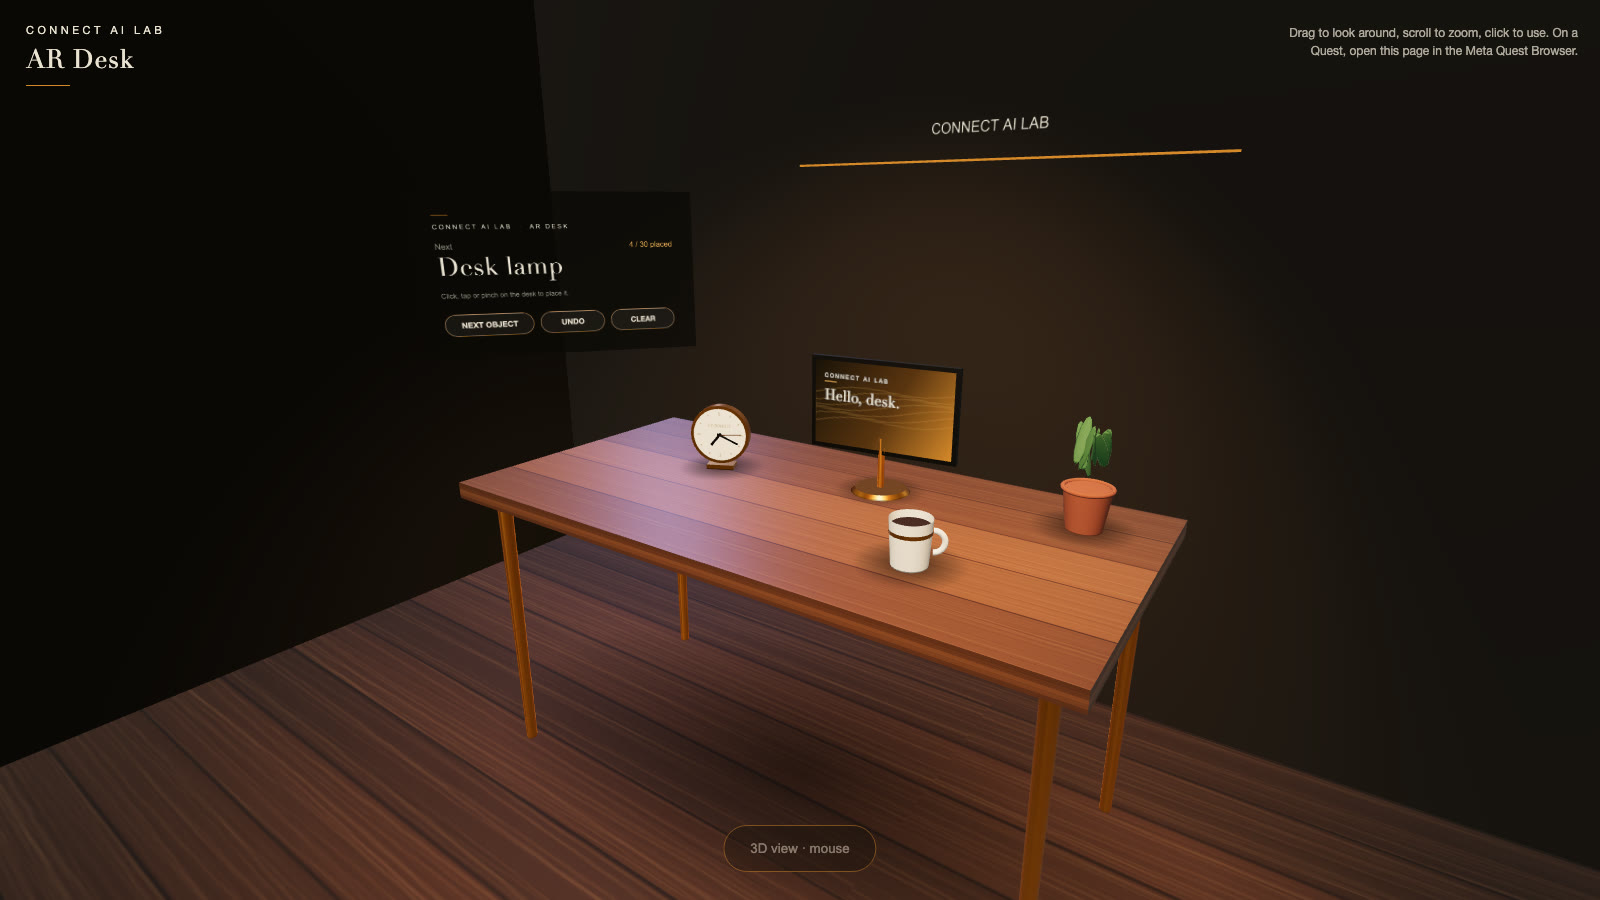 CONNECT AI LAB
AR Desk
Drag to look around, scroll to zoom, click to use. On a
Quest, open this page in the Meta Quest Browser.
CONNECT AI LAB
CONNECT AI LAB · AR DESK
Next
4 / 30 placed
Desk lamp
Click, tap or pinch on the desk to place it.
NEXT OBJECT
UNDO
CLEAR
CONNECT AI LAB
Hello, desk.
3D view · mouse